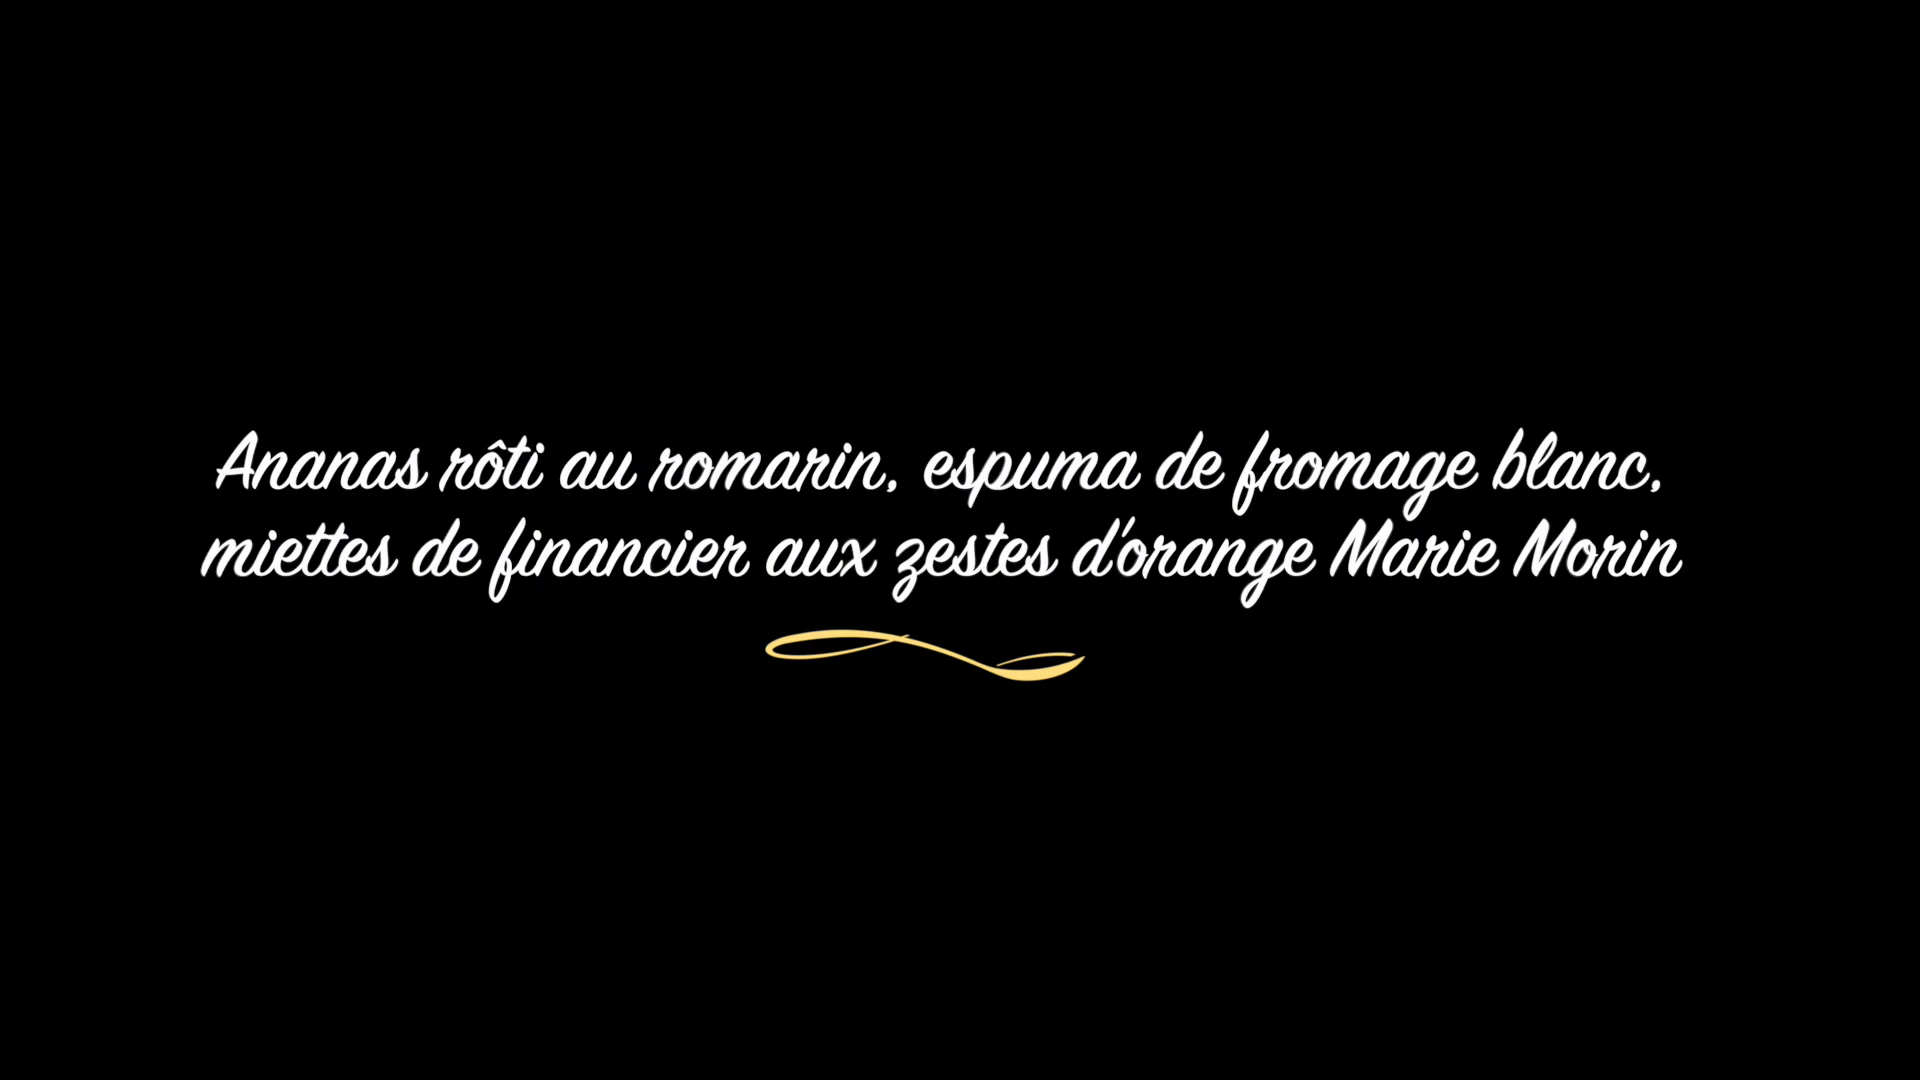 Ananas rôti au romarin, espuma de fromage blanc,
miettes de financier aux zestes d'orange Marie Morin